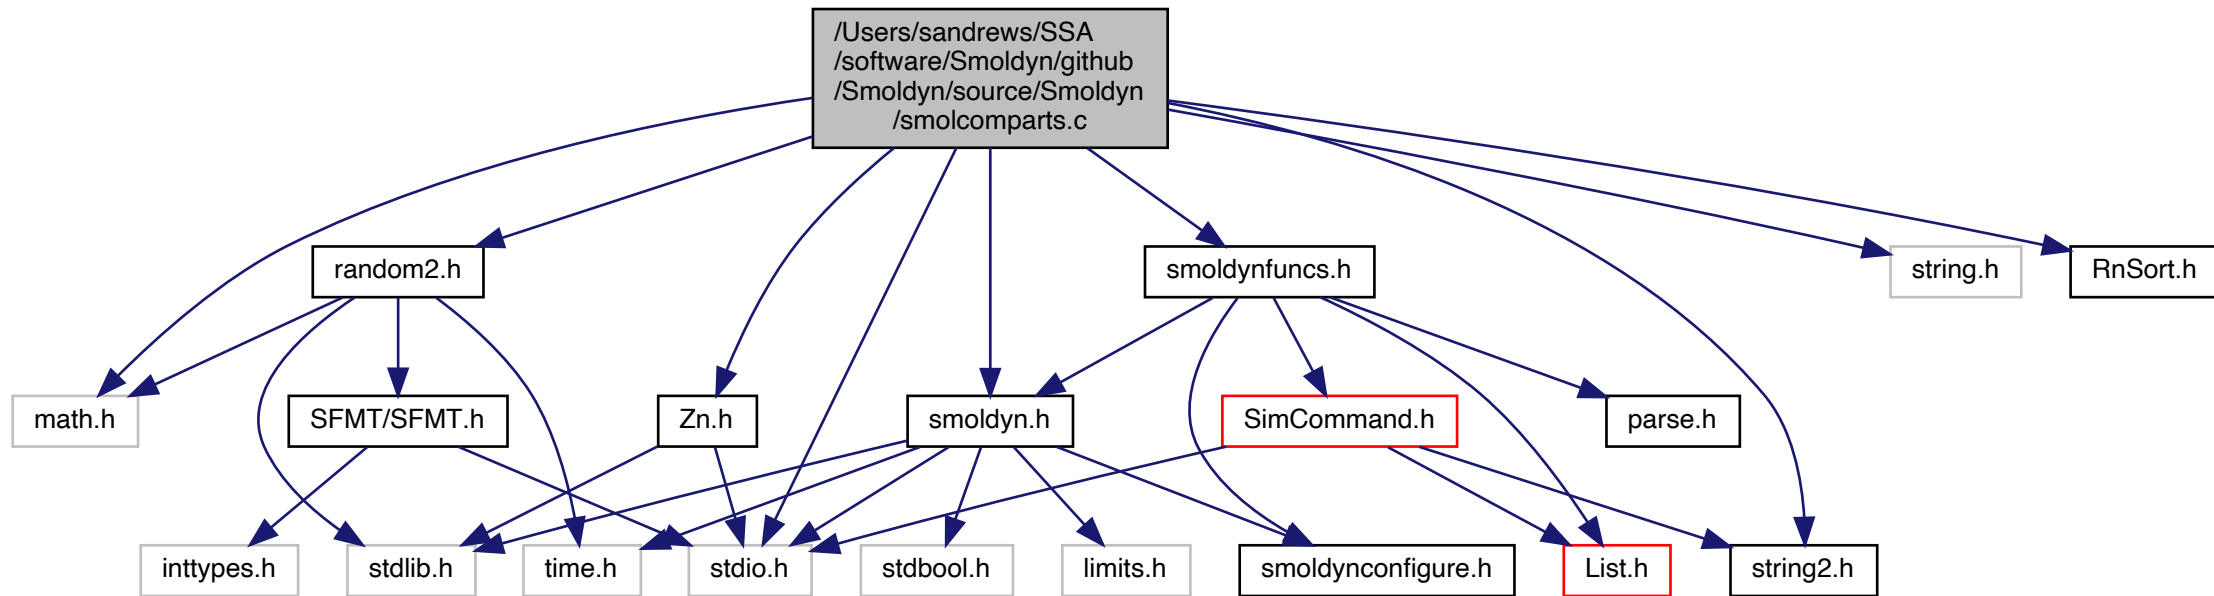 /Users/sandrews/SSA
/software/Smoldyn/github
/Smoldyn/source/Smoldyn
/smolcomparts.c
random2.h
smoldynfuncs.h
string.h
RnSort.h
math.h
SFMT/SFMT.h
Zn.h
smoldyn.h
SimCommand.h
parse.h
inttypes.h
stdlib.h
time.h
stdio.h
stdbool.h
limits.h
smoldynconfigure.h
List.h
string2.h